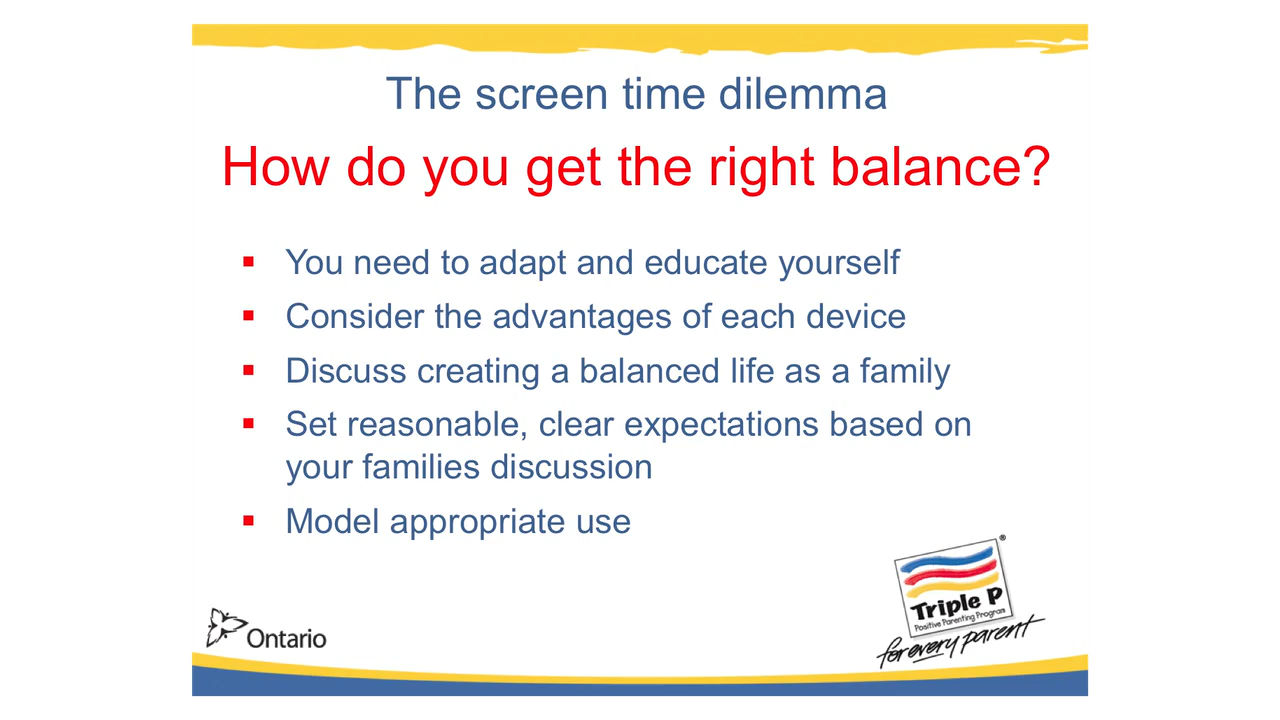 The screen time dilemma
How do you get the right balance?
▪ You need to adapt and educate yourself
▪ Consider the advantages of each device
▪ Discuss creating a balanced life as a family
▪ Set reasonable, clear expectations based on
your families discussion
▪ Model appropriate use
Ontario
Triple P
®
Positive Parenting Program
for every parent